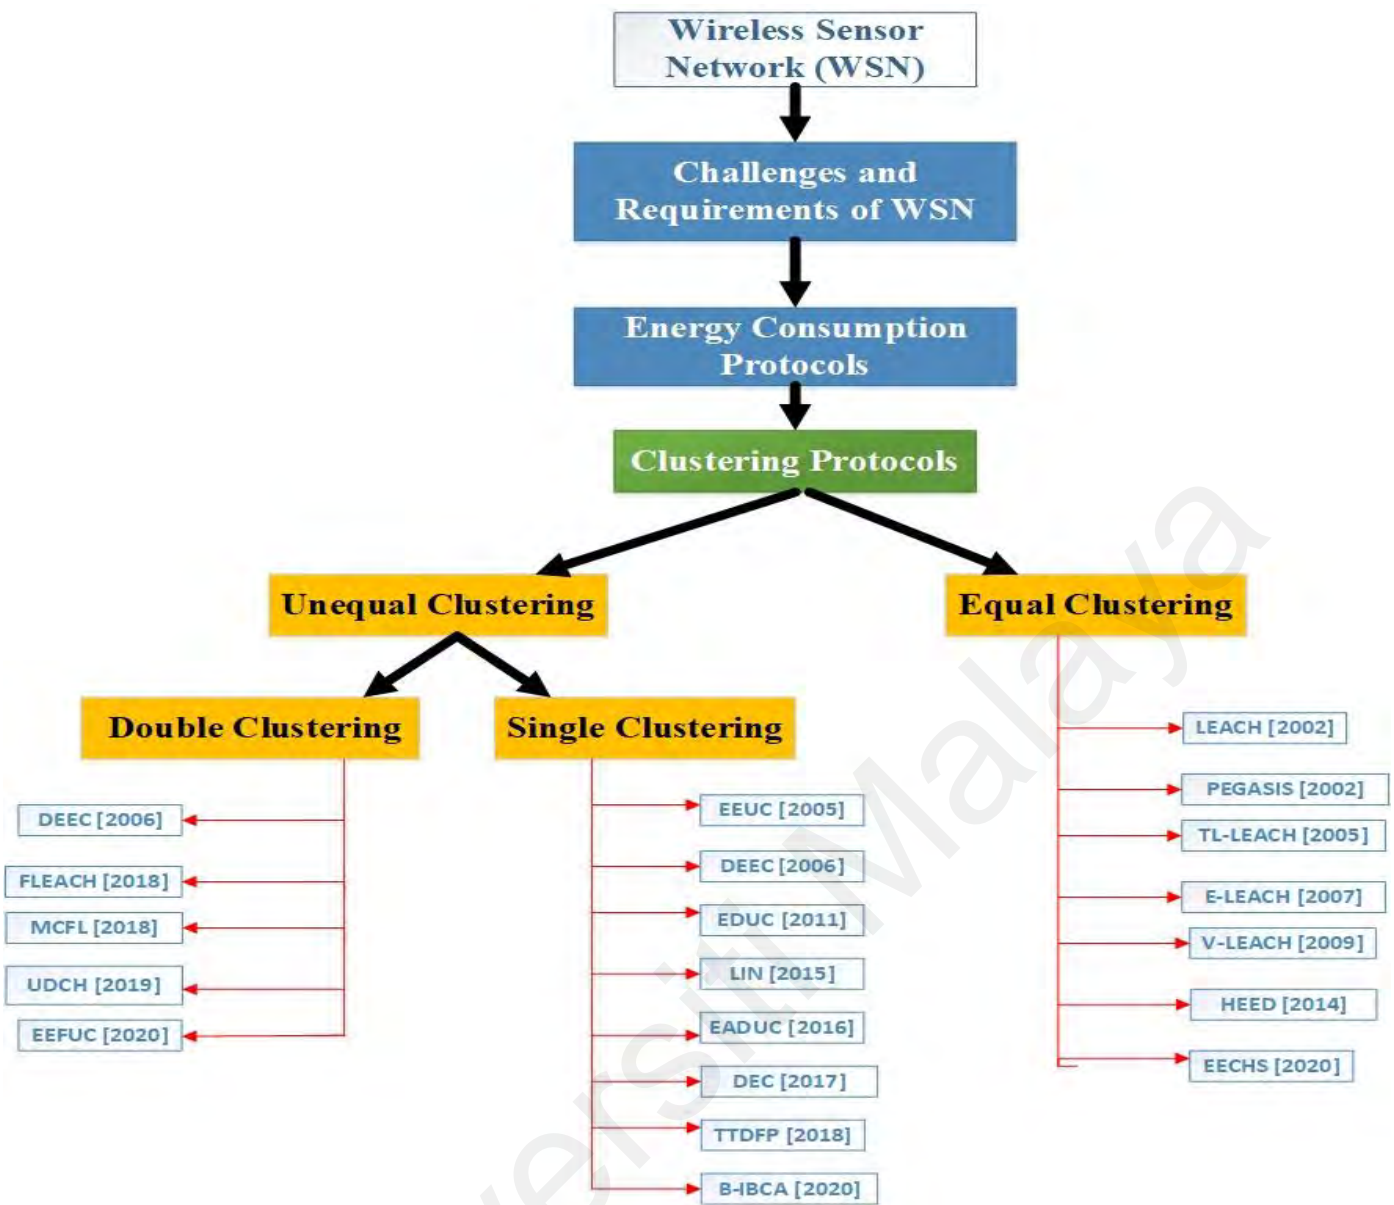 Wireless Sensor
Network (WSN)
Challenges and
Requirements of WSN
Energy Consumption
Protocols
Clustering Protocols
Unequal Clustering
Equal Clustering
Double Clustering
Single Clustering
DEEC [2006]
FLEACH [2018]
MCFL [2018]
UDCH [2019]
EEFUC [2020]
EEUC [2005]
DEEC [2006]
EDUC [2011]
LIN [2015]
EADUC [2016]
DEC [2017]
TTDFP [2018]
B-IBCA [2020]
LEACH [2002]
PEGASIS [2002]
TL-LEACH [2005]
E-LEACH [2007]
V-LEACH [2009]
HEED [2014]
EECHS [2020]
versiti Malaya